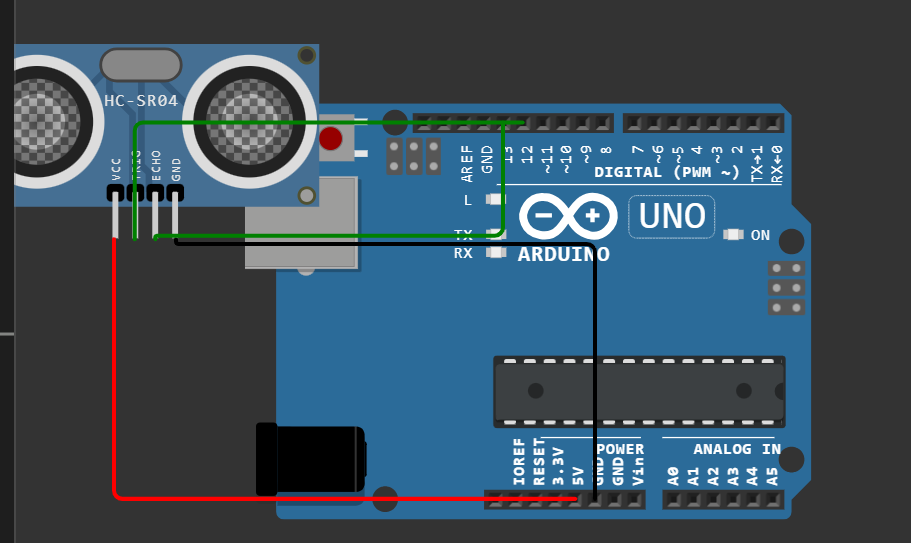 HC-SR04
VCC
TRIG
ECHO
GND
AREF
GND
13
12
~11
~10
~9
8
7
~6
~5
4
~3
2
TX→1
RX←0
DIGITAL (PWM ~)
L
TX
RX
UNO
ON
ARDUINO
IOREF
RESET
3.3V
5V
GND
GND
Vin
POWER
ANALOG IN
A0
A1
A2
A3
A4
A5